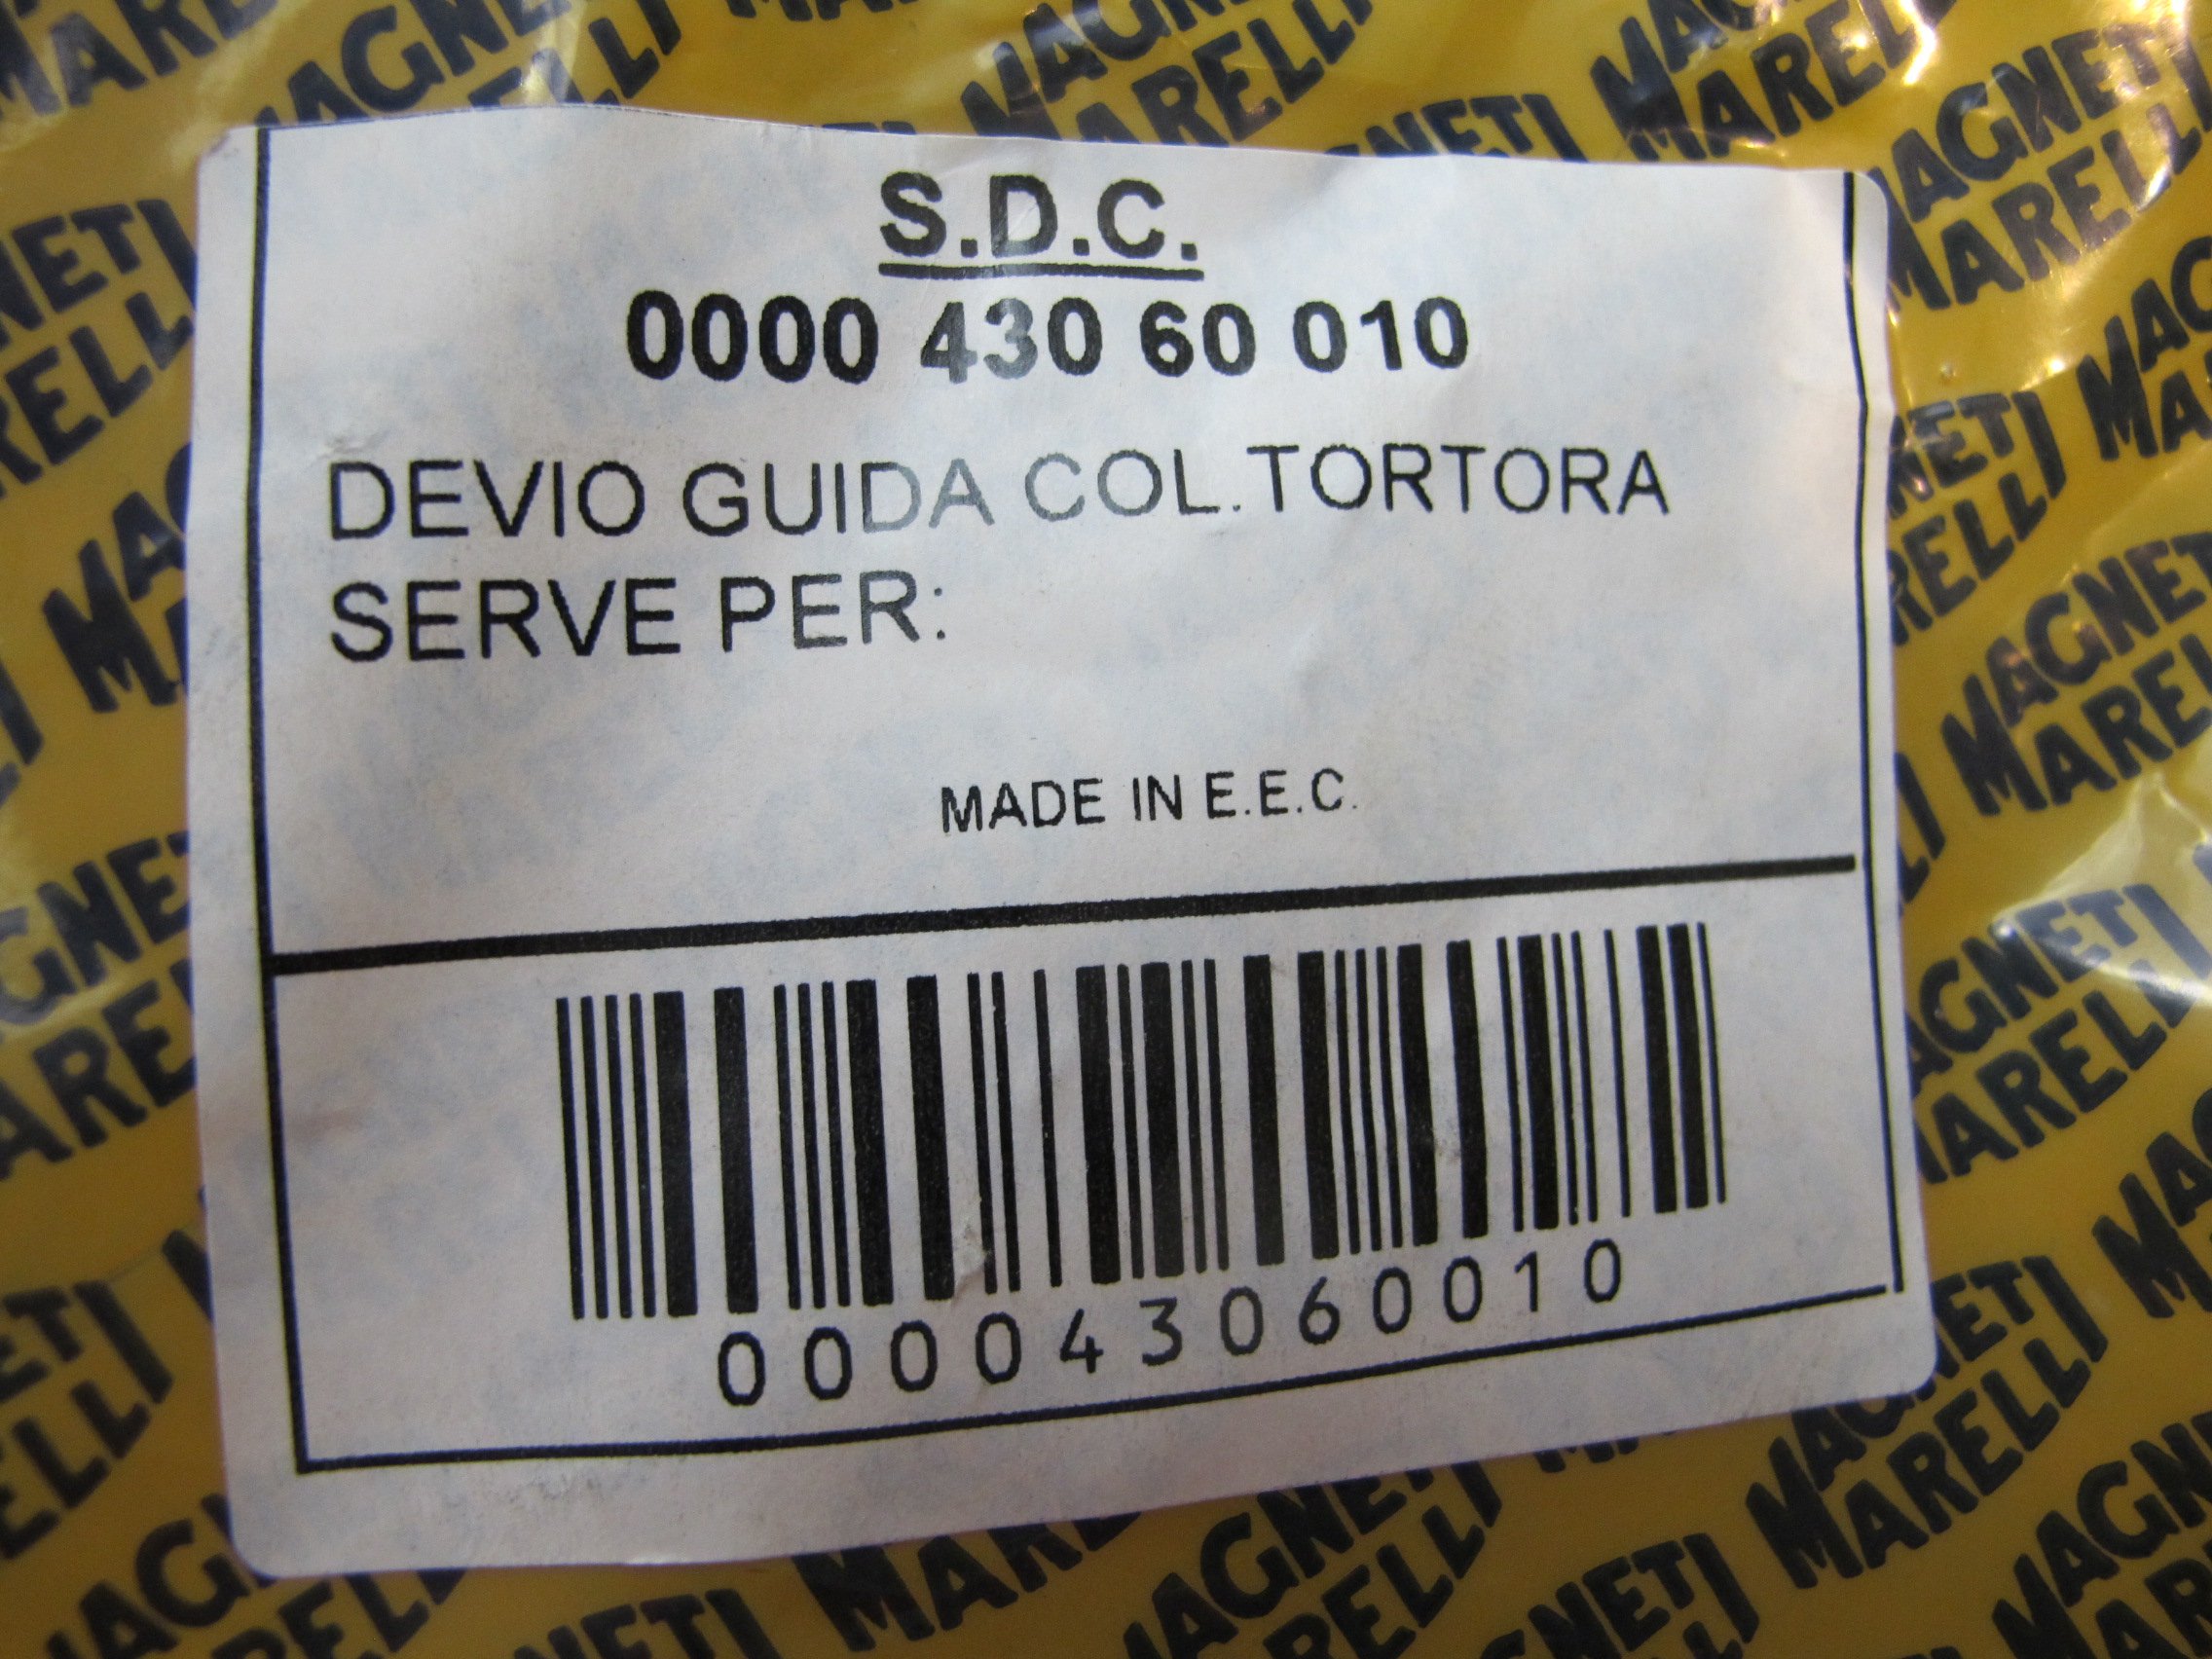 S.D.C.
0000 430 60 010
DEVIO GUIDA COL.TORTORA
SERVE PER:
MADE IN E.E.C.
000043060010
MAGNETI
MARELLI